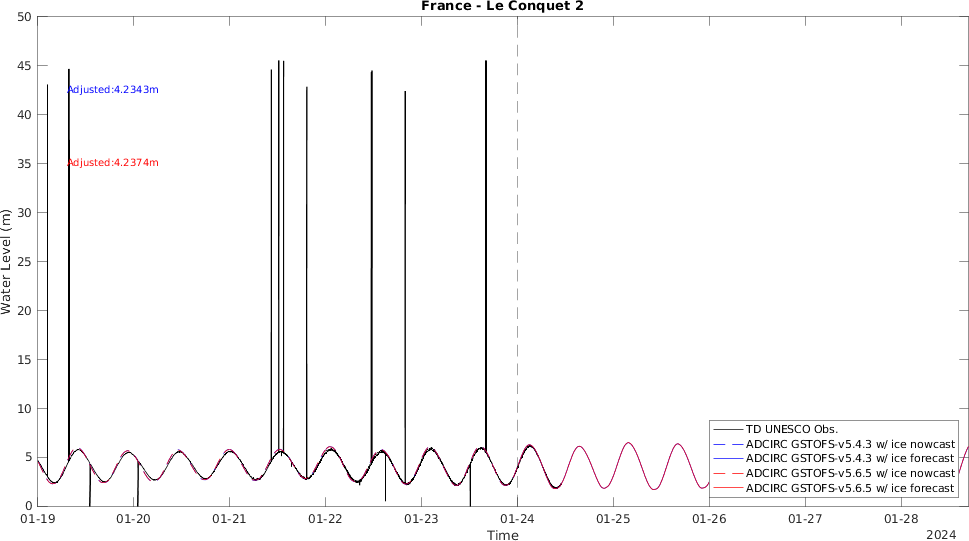 France - Le Conquet 2
50
45
40
35
30
25
20
15
10
5
0
Water Level (m)
Adjusted:4.2343m
Adjusted:4.2374m
TD UNESCO Obs.
ADCIRC GSTOFS-v5.4.3 w/ ice nowcast
ADCIRC GSTOFS-v5.4.3 w/ ice forecast
ADCIRC GSTOFS-v5.6.5 w/ ice nowcast
ADCIRC GSTOFS-v5.6.5 w/ ice forecast
01-19 01-20 01-21 01-22 01-23 01-24 01-25 01-26 01-27 01-28
Time
2024